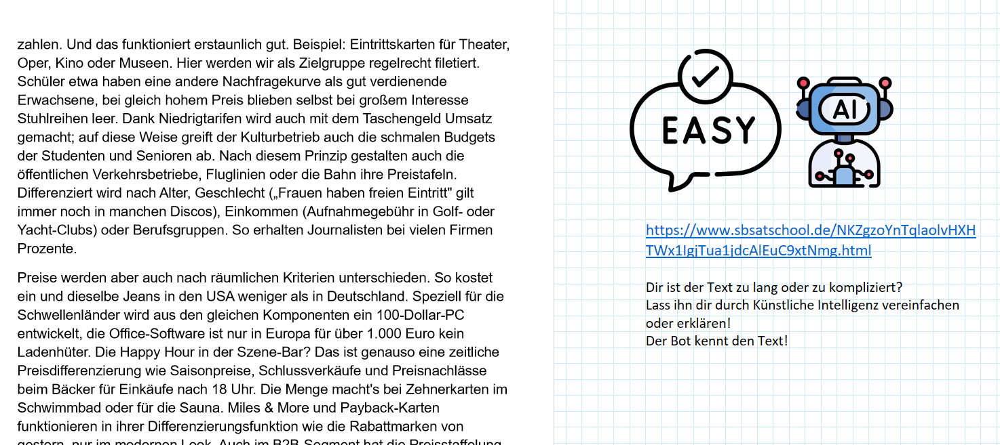 zahlen. Und das funktioniert erstaunlich gut. Beispiel: Eintrittskarten für Theater,
Oper, Kino oder Museen. Hier werden wir als Zielgruppe regelrecht filetiert.
Schüler etwa haben eine andere Nachfragekurve als gut verdienende
Erwachsene, bei gleich hohem Preis blieben selbst bei großem Interesse
Stuhlreihen leer. Dank Niedrigtarifen wird auch mit dem Taschengeld Umsatz
gemacht; auf diese Weise greift der Kulturbetrieb auch die schmalen Budgets
der Studenten und Senioren ab. Nach diesem Prinzip gestalten auch die
öffentlichen Verkehrsbetriebe, Fluglinien oder die Bahn ihre Preistafeln.
Differenziert wird nach Alter, Geschlecht („Frauen haben freien Eintritt" gilt
immer noch in manchen Discos), Einkommen (Aufnahmegebühr in Golf- oder
Yacht-Clubs) oder Berufsgruppen. So erhalten Journalisten bei vielen Firmen
Prozente.
Preise werden aber auch nach räumlichen Kriterien unterschieden. So kostet
ein und dieselbe Jeans in den USA weniger als in Deutschland. Speziell für die
Schwellenländer wird aus den gleichen Komponenten ein 100-Dollar-PC
entwickelt, die Office-Software ist nur in Europa für über 1.000 Euro kein
Ladenhüter. Die Happy Hour in der Szene-Bar? Das ist genauso eine zeitliche
Preisdifferenzierung wie Saisonpreise, Schlussverkäufe und Preisnachlässe
beim Bäcker für Einkäufe nach 18 Uhr. Die Menge macht's bei Zehnerkarten im
Schwimmbad oder für die Sauna. Miles & More und Payback-Karten
funktionieren in ihrer Differenzierungsfunktion wie die Rabattmarken von
gestern, nur im modernen Look. Auch im B2B-Segment hat die Preisstaffelung
EASY
AI
https://www.sbsatschool.de/NKZgzoYnTqlaolvHXH
TWx1IgjTua1jdcAlEuC9xtNmg.html
Dir ist der Text zu lang oder zu kompliziert?
Lass ihn dir durch Künstliche Intelligenz vereinfachen
oder erklären!
Der Bot kennt den Text!